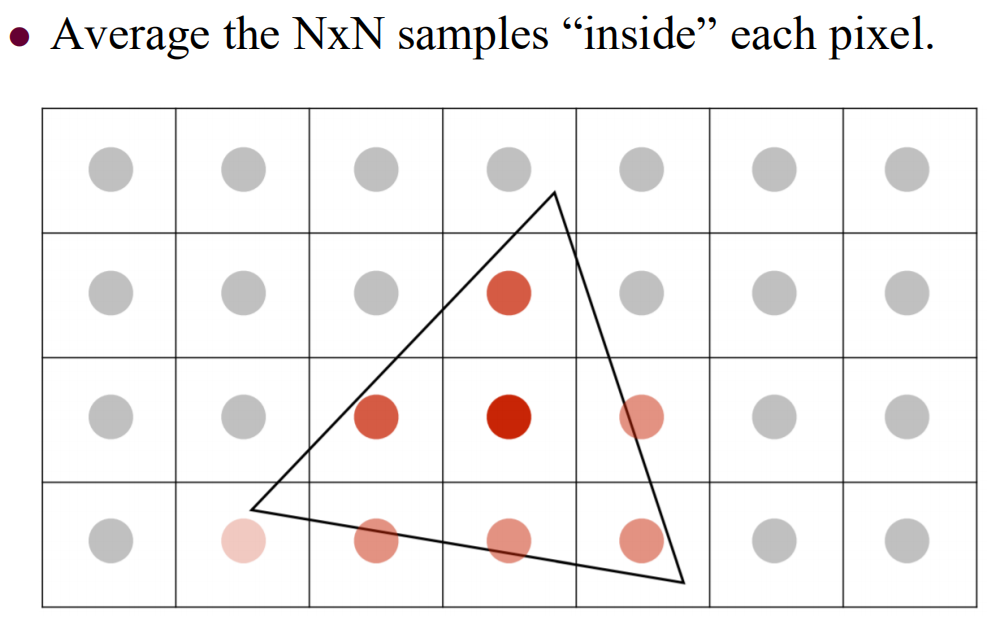 ● Average the NxN samples “inside” each pixel.